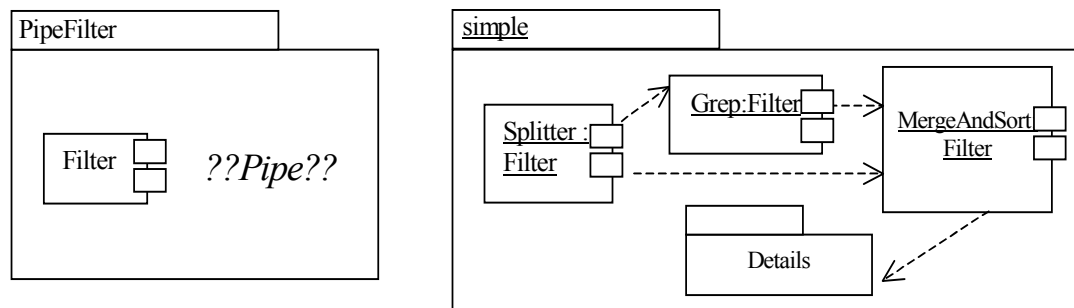 PipeFilter
Filter
??Pipe??
simple
Splitter :
Filter
Grep:Filter
MergeAndSort
Filter
Details